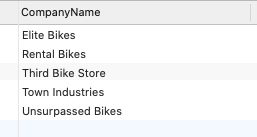 CompanyName
Elite Bikes
Rental Bikes
Third Bike Store
Town Industries
Unsurpassed Bikes